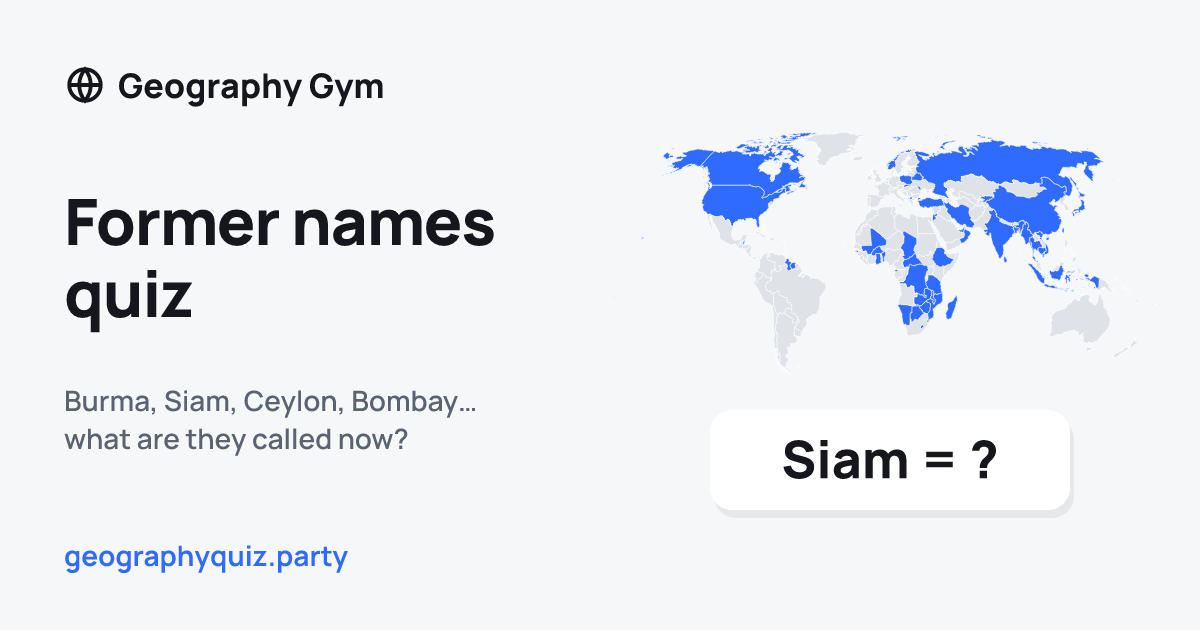 Geography Gym
Former names
quiz
Burma, Siam, Ceylon, Bombay...
what are they called now?
Siam = ?
geographyquiz.party